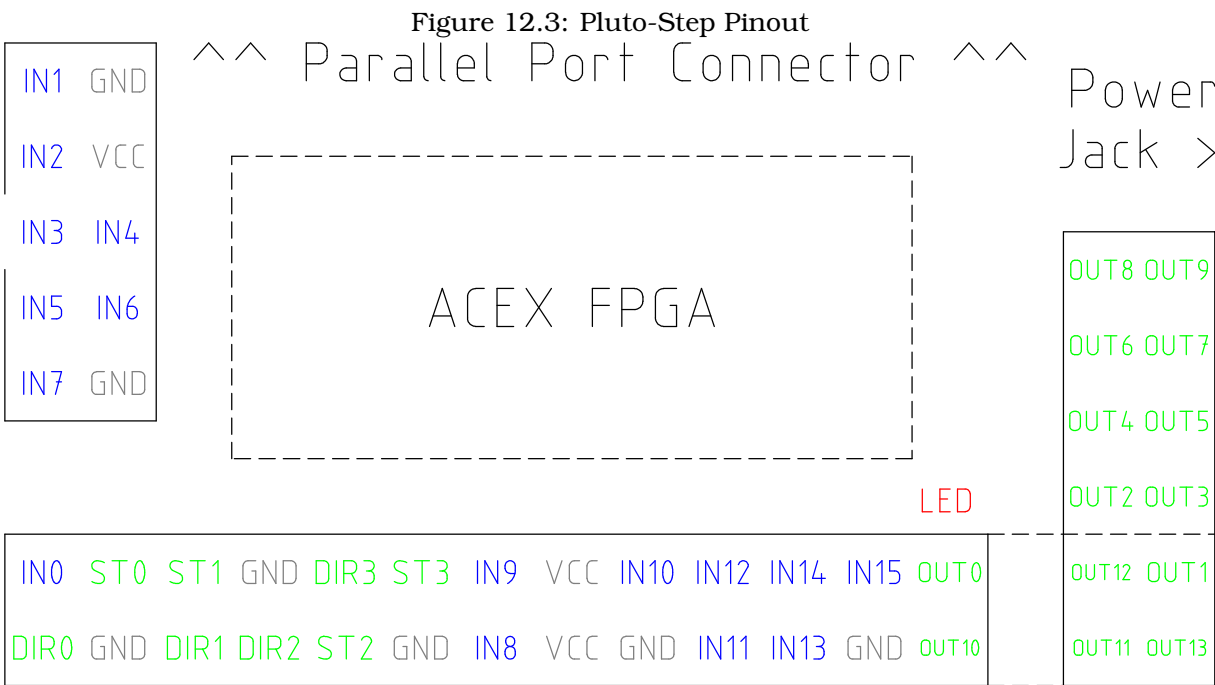 Figure 12.3: Pluto-Step Pinout
^^ Parallel Port Connector ^^
Power
Jack >
IN1 GND
IN2 VCC
IN3 IN4
IN5 IN6
IN7 GND
ACEX FPGA
OUT8 OUT9
OUT6 OUT7
OUT4 OUT5
OUT2 OUT3
LED
IN0 ST0 ST1 GND DIR3 ST3 IN9 VCC IN10 IN12 IN14 IN15 OUT0 OUT12 OUT1
DIR0 GND DIR1 DIR2 ST2 GND IN8 VCC GND IN11 IN13 GND OUT10 OUT11 OUT13